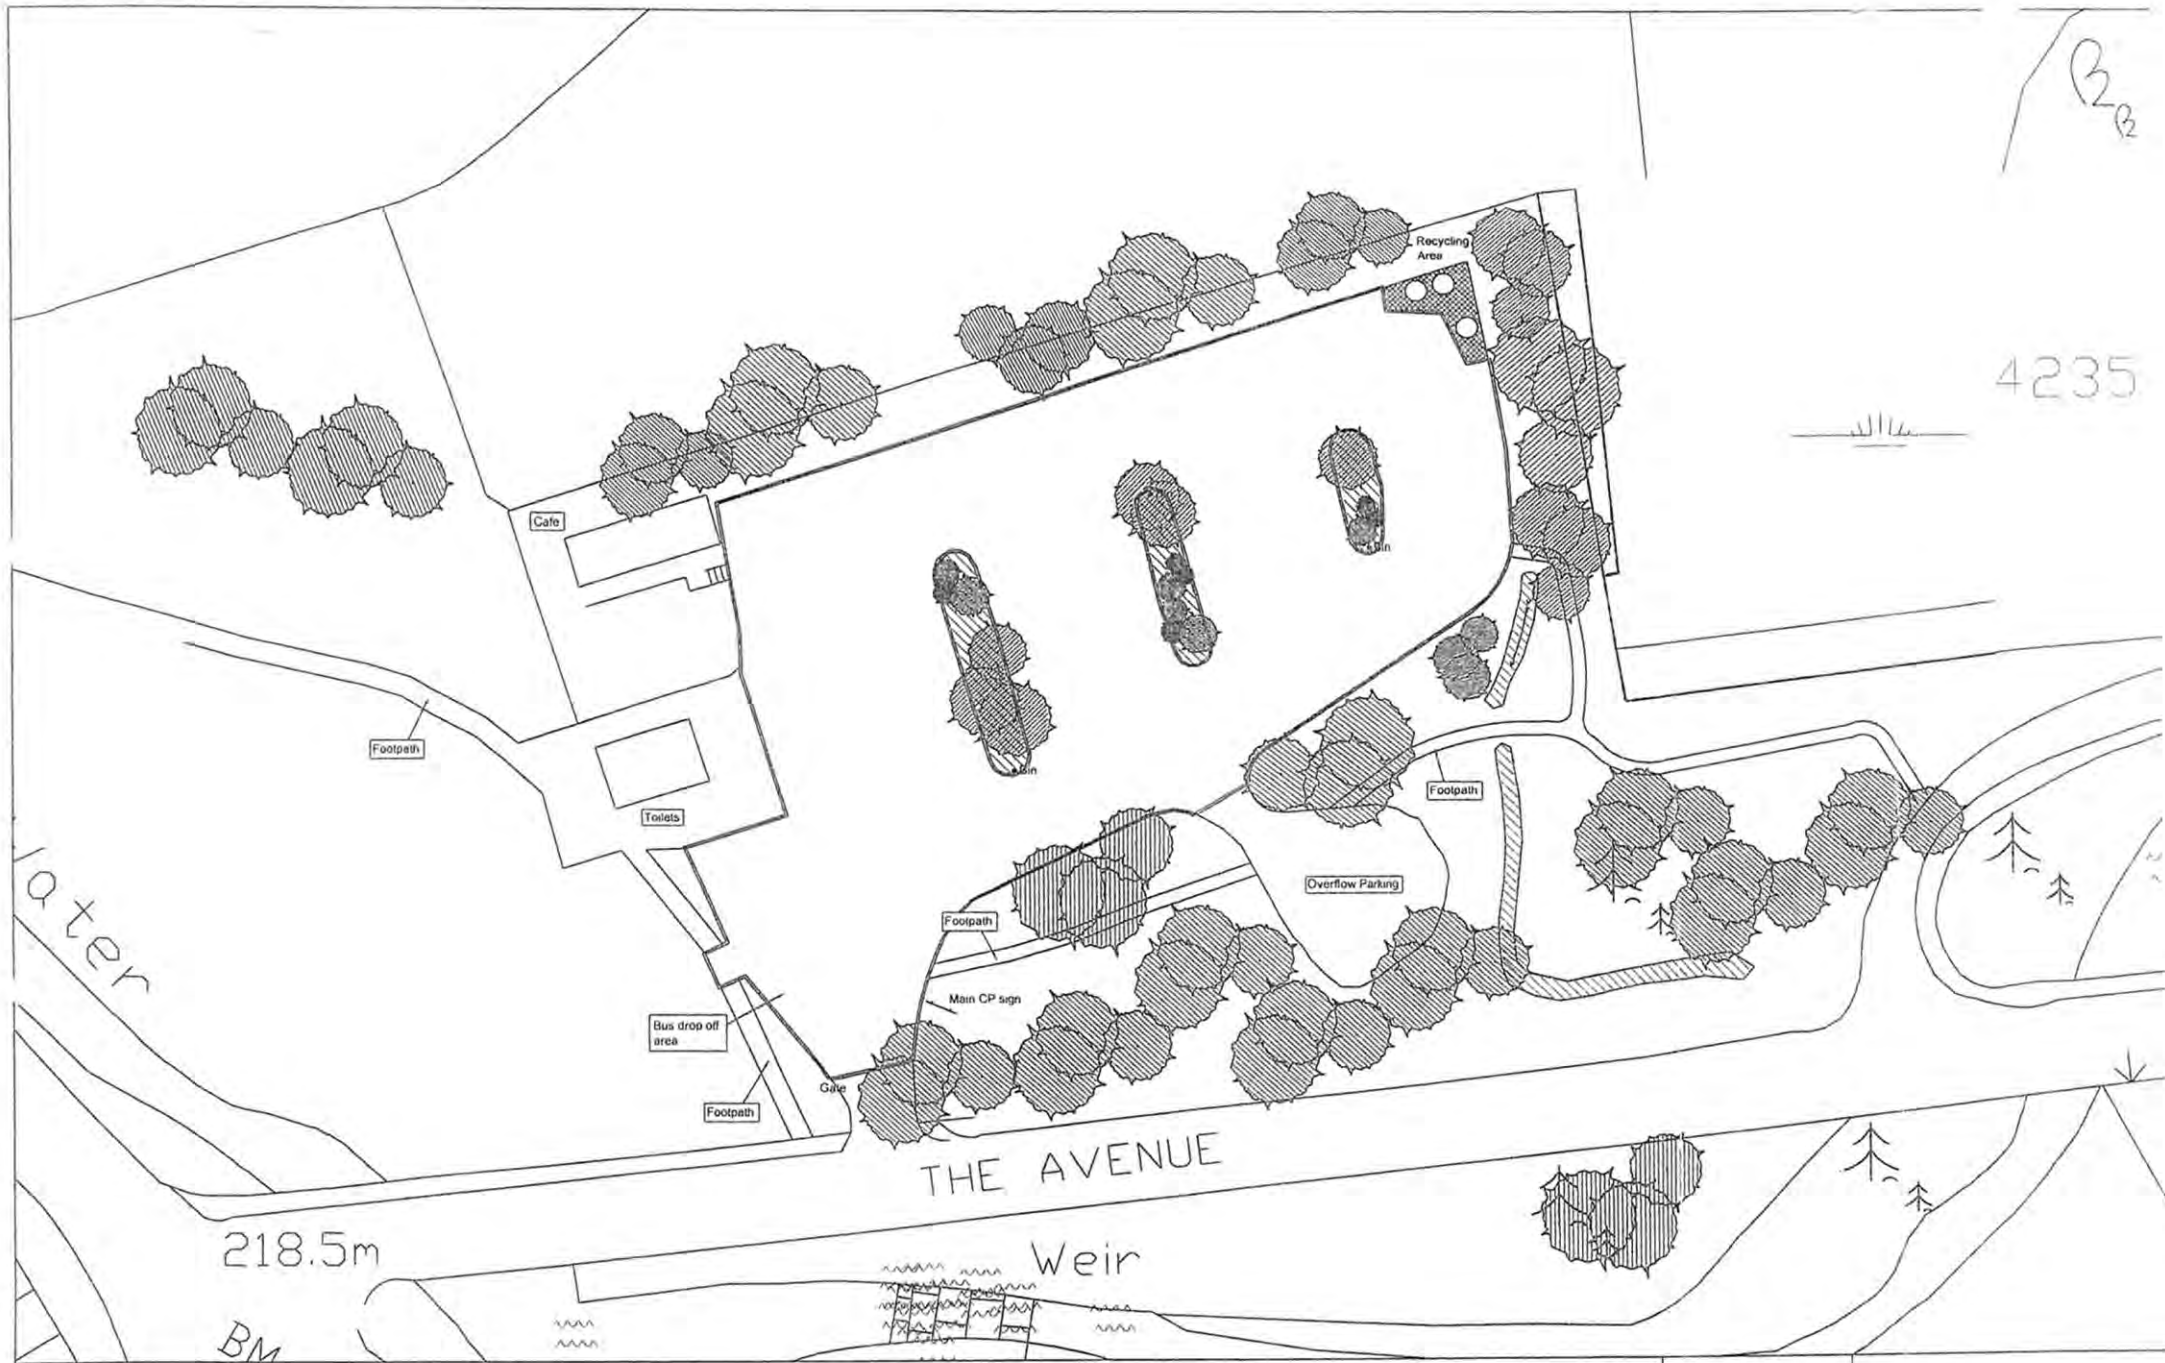 Recycling
Area
4235
Cafe
Bin
Footpath
Bin
Footpath
Toilets
Overflow Parking
Footpath
Main CP sign
Bus drop off
area
Gate
Footpath
THE AVENUE
218.5m
Weir
BM